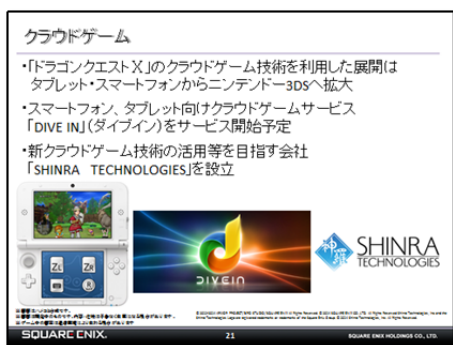 クラウドゲーム
・「ドラゴンクエストⅩ」のクラウドゲーム技術を利用した展開は
タブレット・スマートフォンからニンテンドー3DSへ拡大
・スマートフォン、タブレット向けクラウドゲームサービス
「DIVE IN」(ダイブイン)をサービス開始予定
・新クラウドゲーム技術の活用等を目指す会社
「SHINRA TECHNOLOGIES」を設立
ZL
ZR
R
DIVEIN
神羅
SHINRA
TECHNOLOGIES
SQUARE ENIX.
21
SQUARE ENIX HOLDINGS CO., LTD.